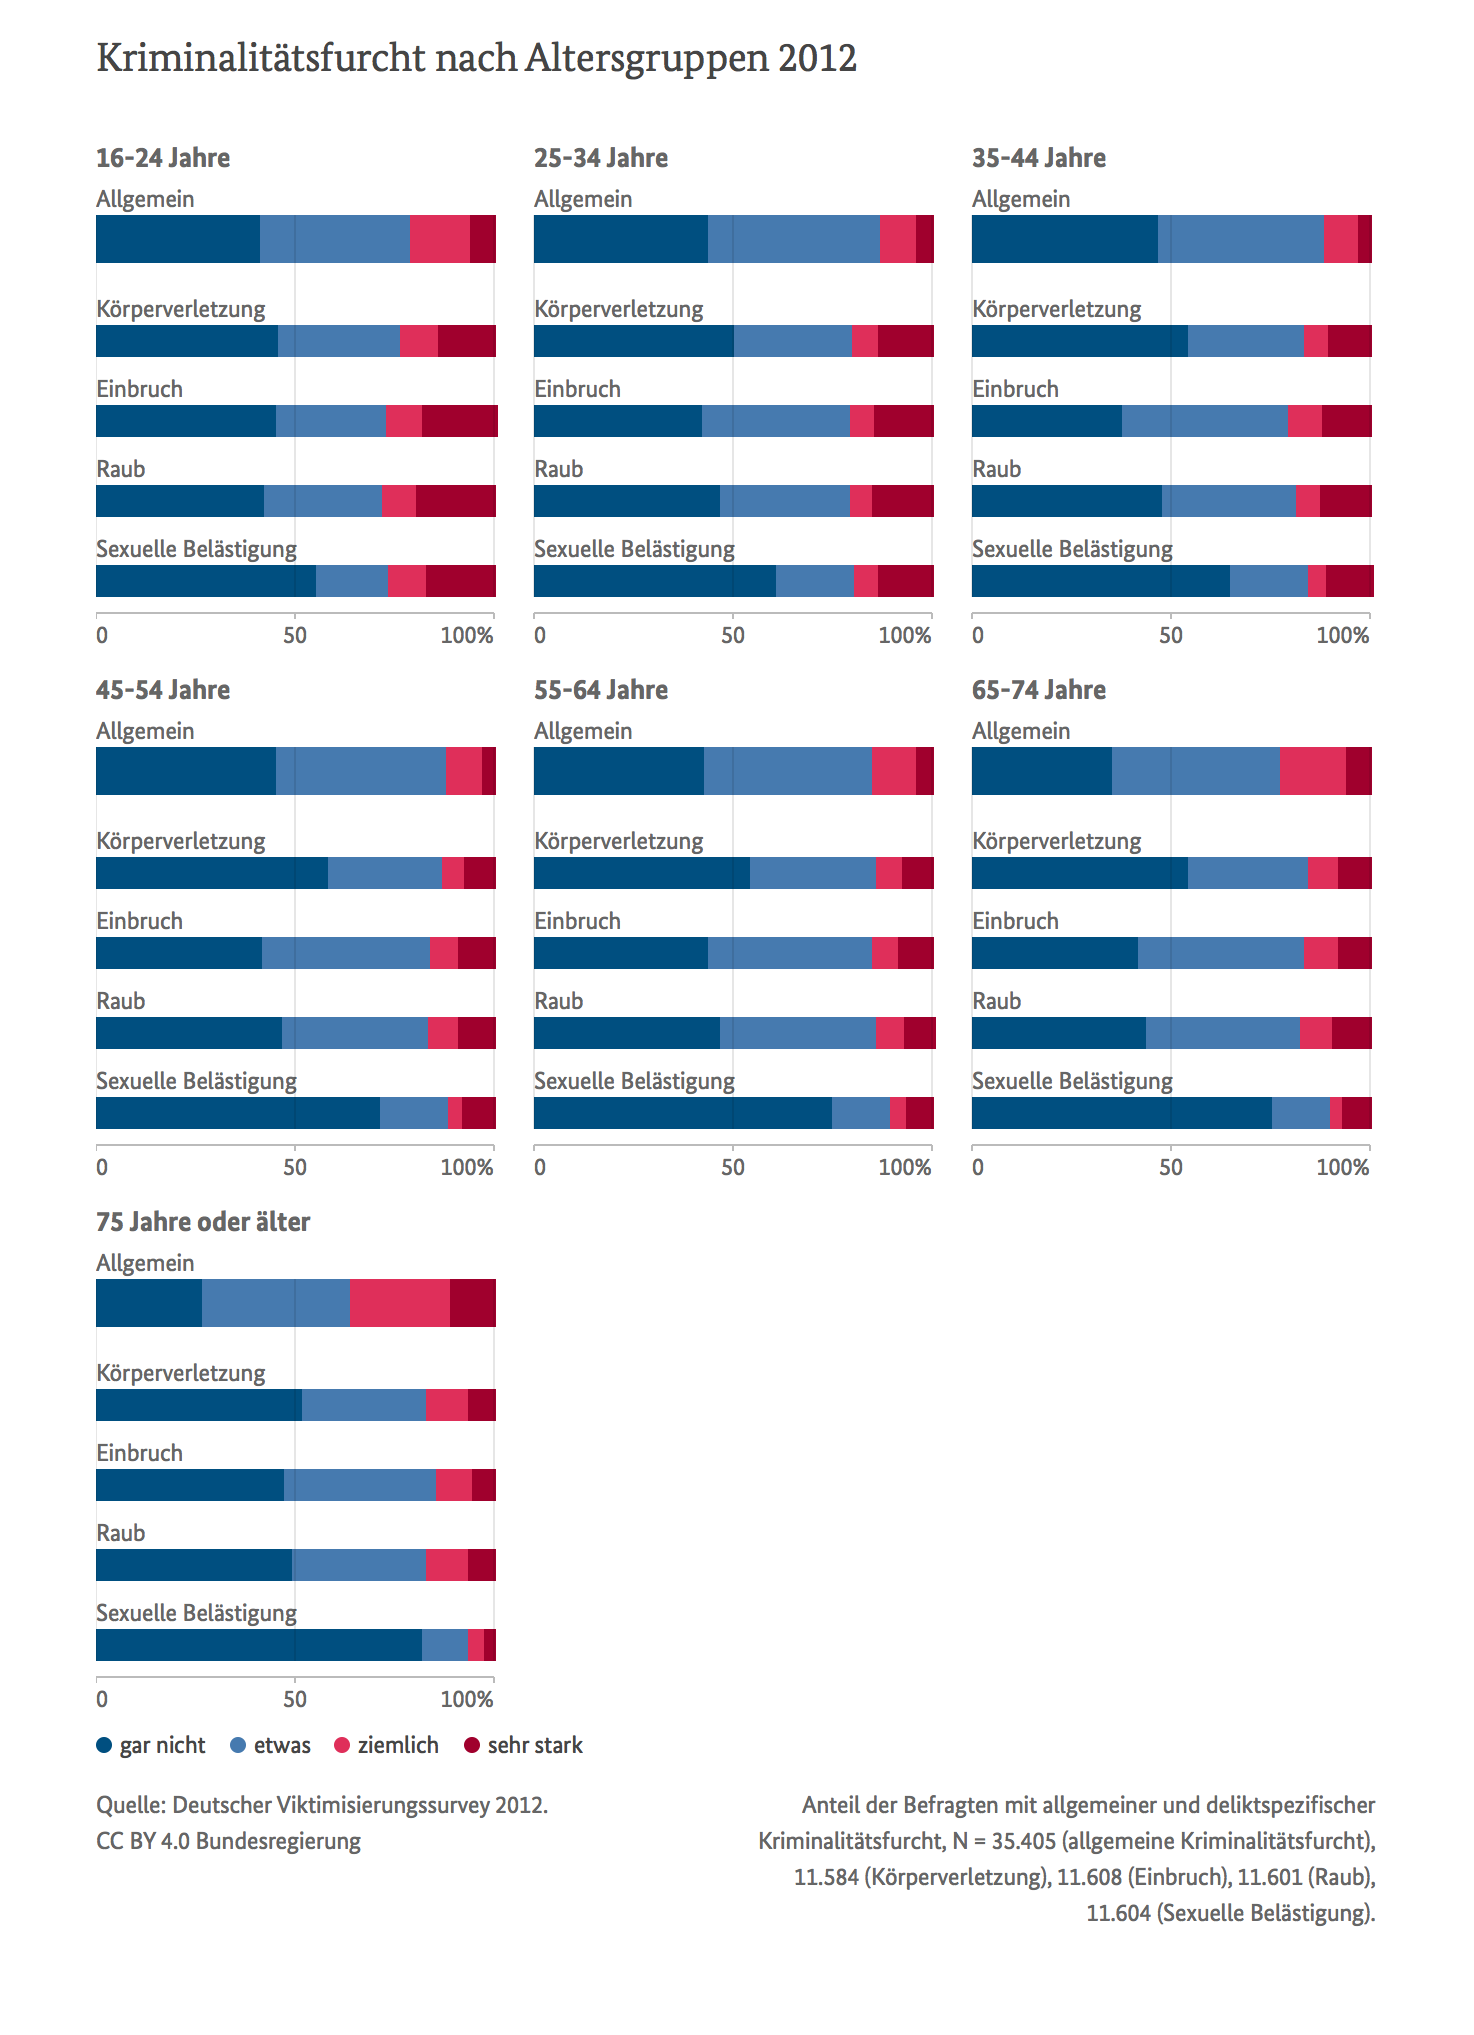 Kriminalitätsfurcht nach Altersgruppen 2012
16-24 Jahre
Allgemein
Körperverletzung
Einbruch
Raub
Sexuelle Belästigung
0 50 100%
25-34 Jahre
Allgemein
Körperverletzung
Einbruch
Raub
Sexuelle Belästigung
0 50 100%
35-44 Jahre
Allgemein
Körperverletzung
Einbruch
Raub
Sexuelle Belästigung
0 50 100%
45-54 Jahre
Allgemein
Körperverletzung
Einbruch
Raub
Sexuelle Belästigung
0 50 100%
55-64 Jahre
Allgemein
Körperverletzung
Einbruch
Raub
Sexuelle Belästigung
0 50 100%
65-74 Jahre
Allgemein
Körperverletzung
Einbruch
Raub
Sexuelle Belästigung
0 50 100%
75 Jahre oder älter
Allgemein
Körperverletzung
Einbruch
Raub
Sexuelle Belästigung
0 50 100%
gar nicht etwas ziemlich sehr stark
Quelle: Deutscher Viktimisierungssurvey 2012.
CC BY 4.0 Bundesregierung
Anteil der Befragten mit allgemeiner und deliktspezifischer
Kriminalitätsfurcht, N = 35.405 (allgemeine Kriminalitätsfurcht),
11.584 (Körperverletzung), 11.608 (Einbruch), 11.601 (Raub),
11.604 (Sexuelle Belästigung).